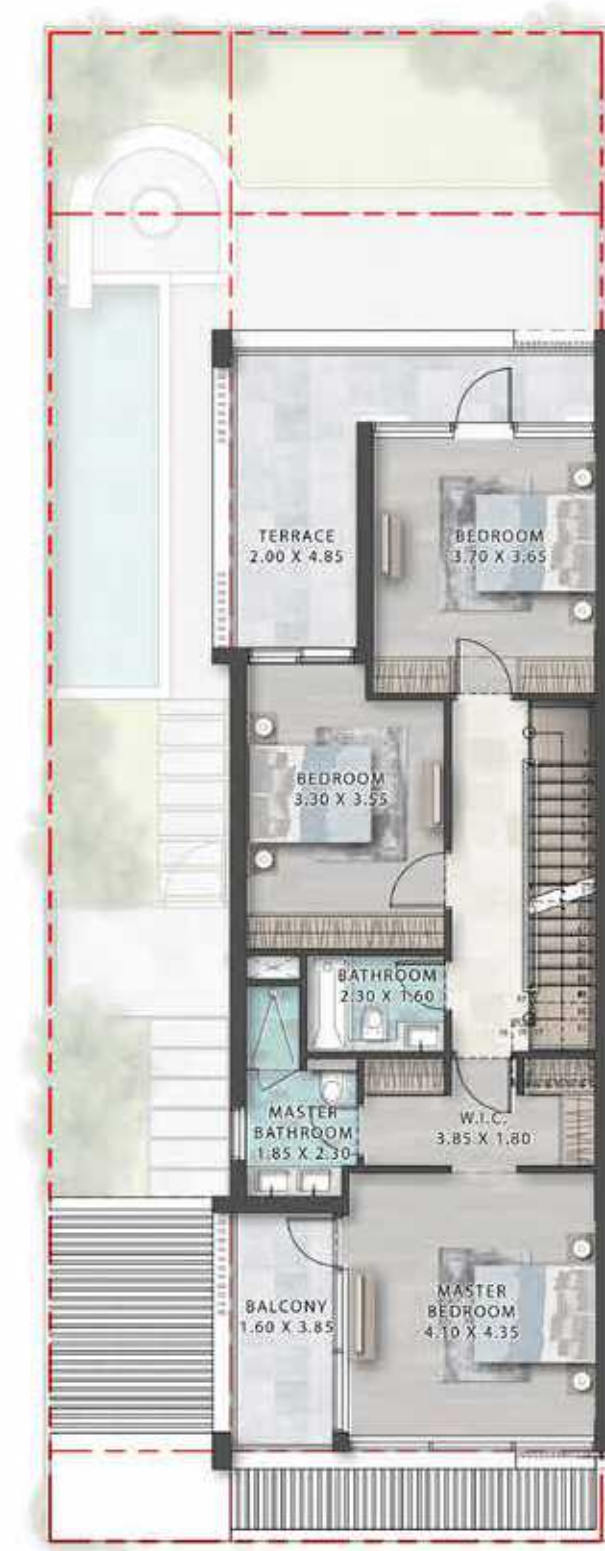 TERRACE
2.00 X 4.85
BEDROOM
3.70 X 3.65
BEDROOM
3.30 X 3.55
BATHROOM
2.30 X 1.60
MASTER
BATHROOM
1.85 X 2.30
W.I.C.
3.85 X 1.80
BALCONY
1.60 X 3.85
MASTER
BEDROOM
4.10 X 4.35